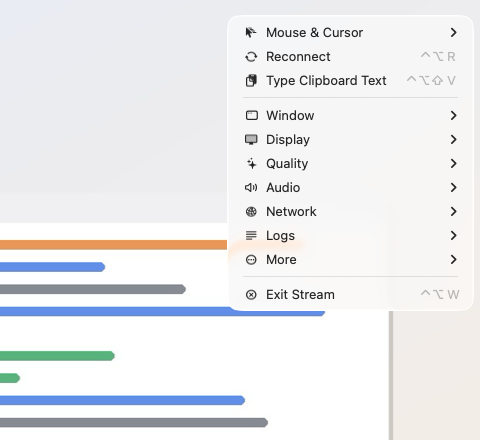 Mouse & Cursor
Reconnect ⌃⌥R
Type Clipboard Text ⌃⌥⇧V
Window
Display
Quality
Audio
Network
Logs
More
Exit Stream ⌃⌥W